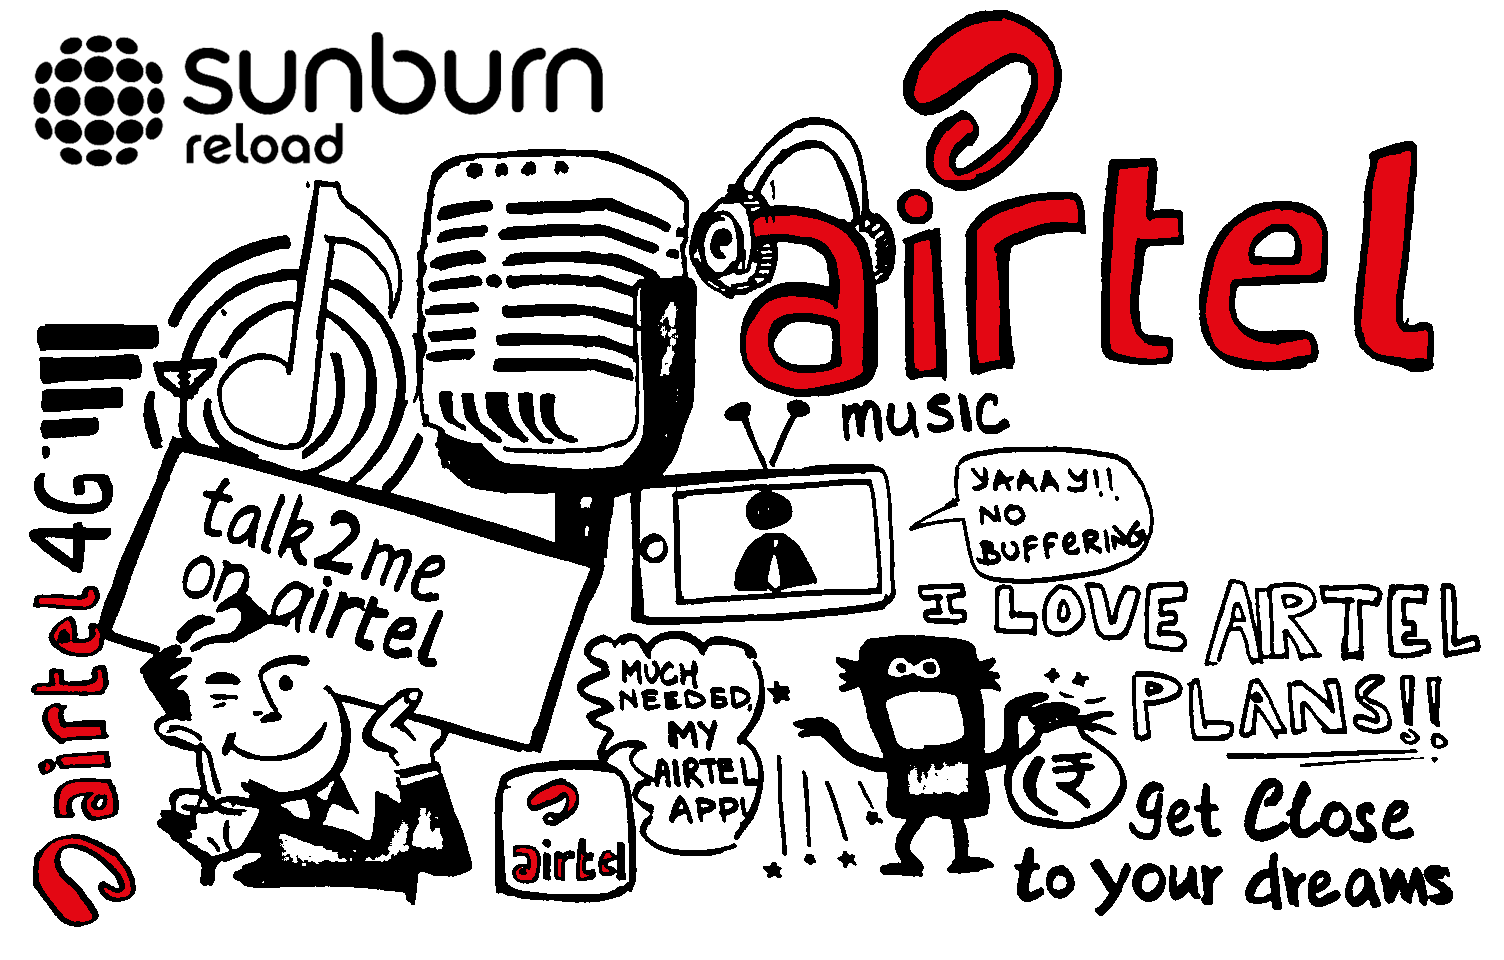 sunburn
reload
airtel
MUSIC
airtel 4G
talk2me
on airtel
YAAAY!!
NO
BUFFERING
I LOVE AIRTEL
PLANS!!
MUCH
NEEDED,
MY
AIRTEL
APP!
airtel
₹
get close
to your dreams